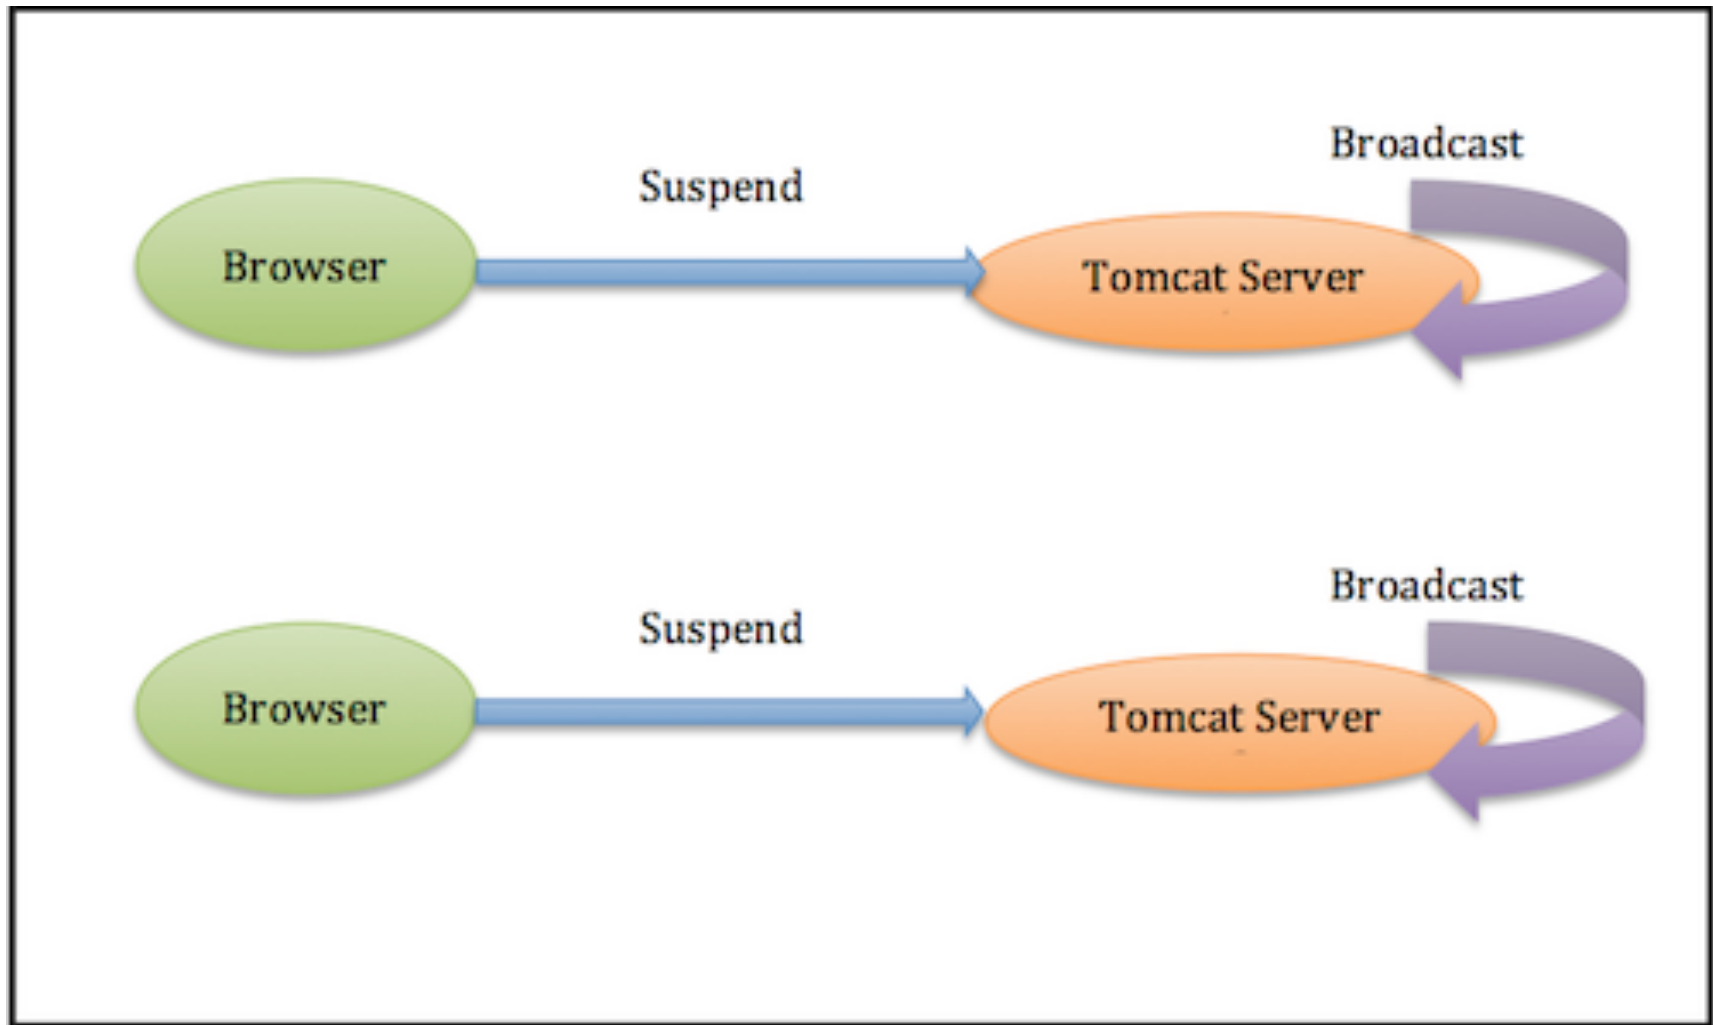 Broadcast
Suspend
Browser
Tomcat Server
Broadcast
Suspend
Browser
Tomcat Server